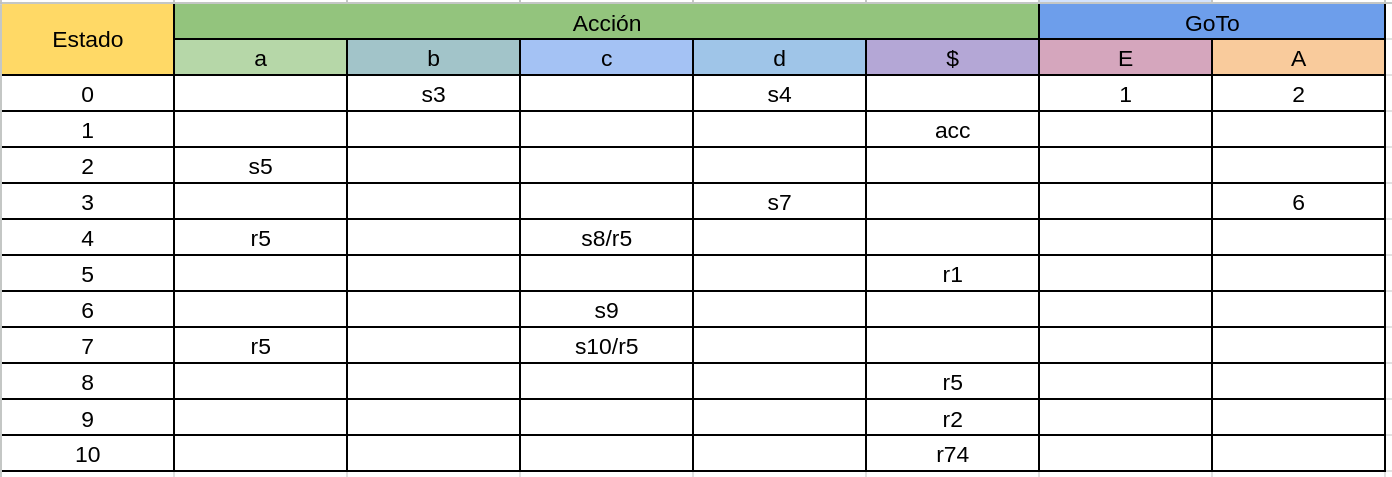 Estado Acción GoTo
a b c d $ E A
0 s3 s4 1 2
1 acc
2 s5
3 s7 6
4 r5 s8/r5
5 r1
6 s9
7 r5 s10/r5
8 r5
9 r2
10 r74